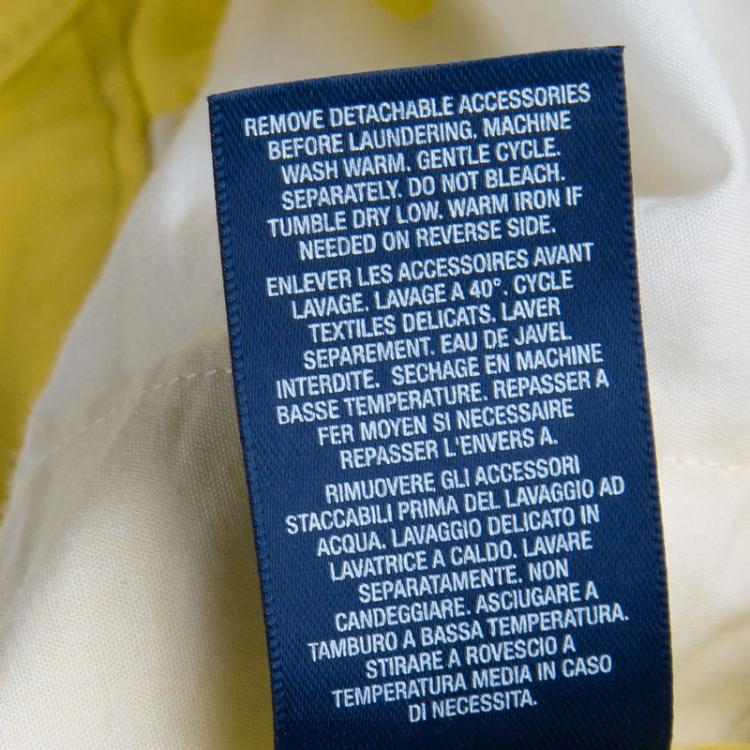 REMOVE DETACHABLE ACCESSORIES
BEFORE LAUNDERING. MACHINE
WASH WARM. GENTLE CYCLE.
SEPARATELY. DO NOT BLEACH.
TUMBLE DRY LOW. WARM IRON IF
NEEDED ON REVERSE SIDE.
ENLEVER LES ACCESSOIRES AVANT
LAVAGE. LAVAGE A 40°. CYCLE
TEXTILES DELICATS. LAVER
SEPAREMENT. EAU DE JAVEL
INTERDITE. SECHAGE EN MACHINE
BASSE TEMPERATURE. REPASSER A
FER MOYEN SI NECESSAIRE
REPASSER L'ENVERS A.
RIMUOVERE GLI ACCESSORI
STACCABILI PRIMA DEL LAVAGGIO AD
ACQUA. LAVAGGIO DELICATO IN
LAVATRICE A CALDO. LAVARE
SEPARATAMENTE. NON
CANDEGGIARE. ASCIUGARE A
TAMBURO A BASSA TEMPERATURA.
STIRARE A ROVESCIO A
TEMPERATURA MEDIA IN CASO
DI NECESSITA.